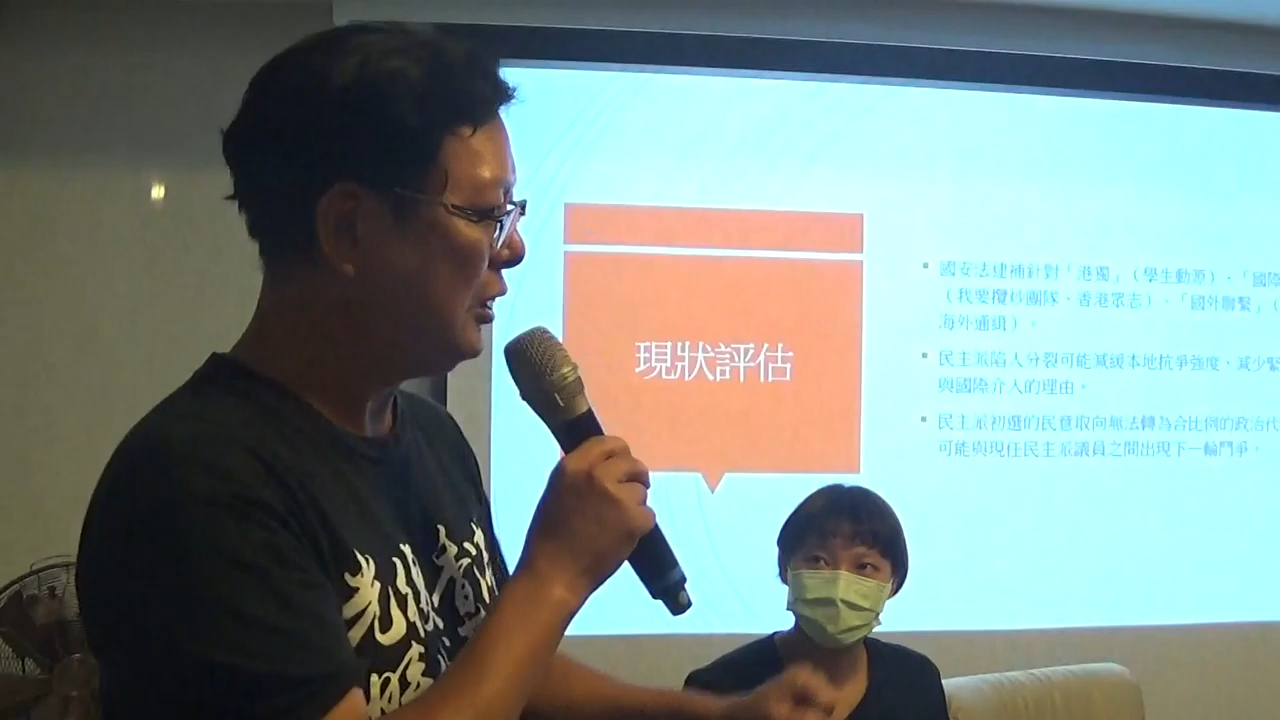 現狀評估
國安法逮補針對「港獨」（學生動源）、「國際
（我要攬炒團隊、香港眾志）、「國外聯繫」（
海外通緝）。
民主派陷入分裂可能減緩本地抗爭強度，減少緊
與國際介入的理由。
民主派初選的民意取向無法轉為合比例的政治代
可能與現任民主派議員之間出現下一輪鬥爭。
光復香港
時